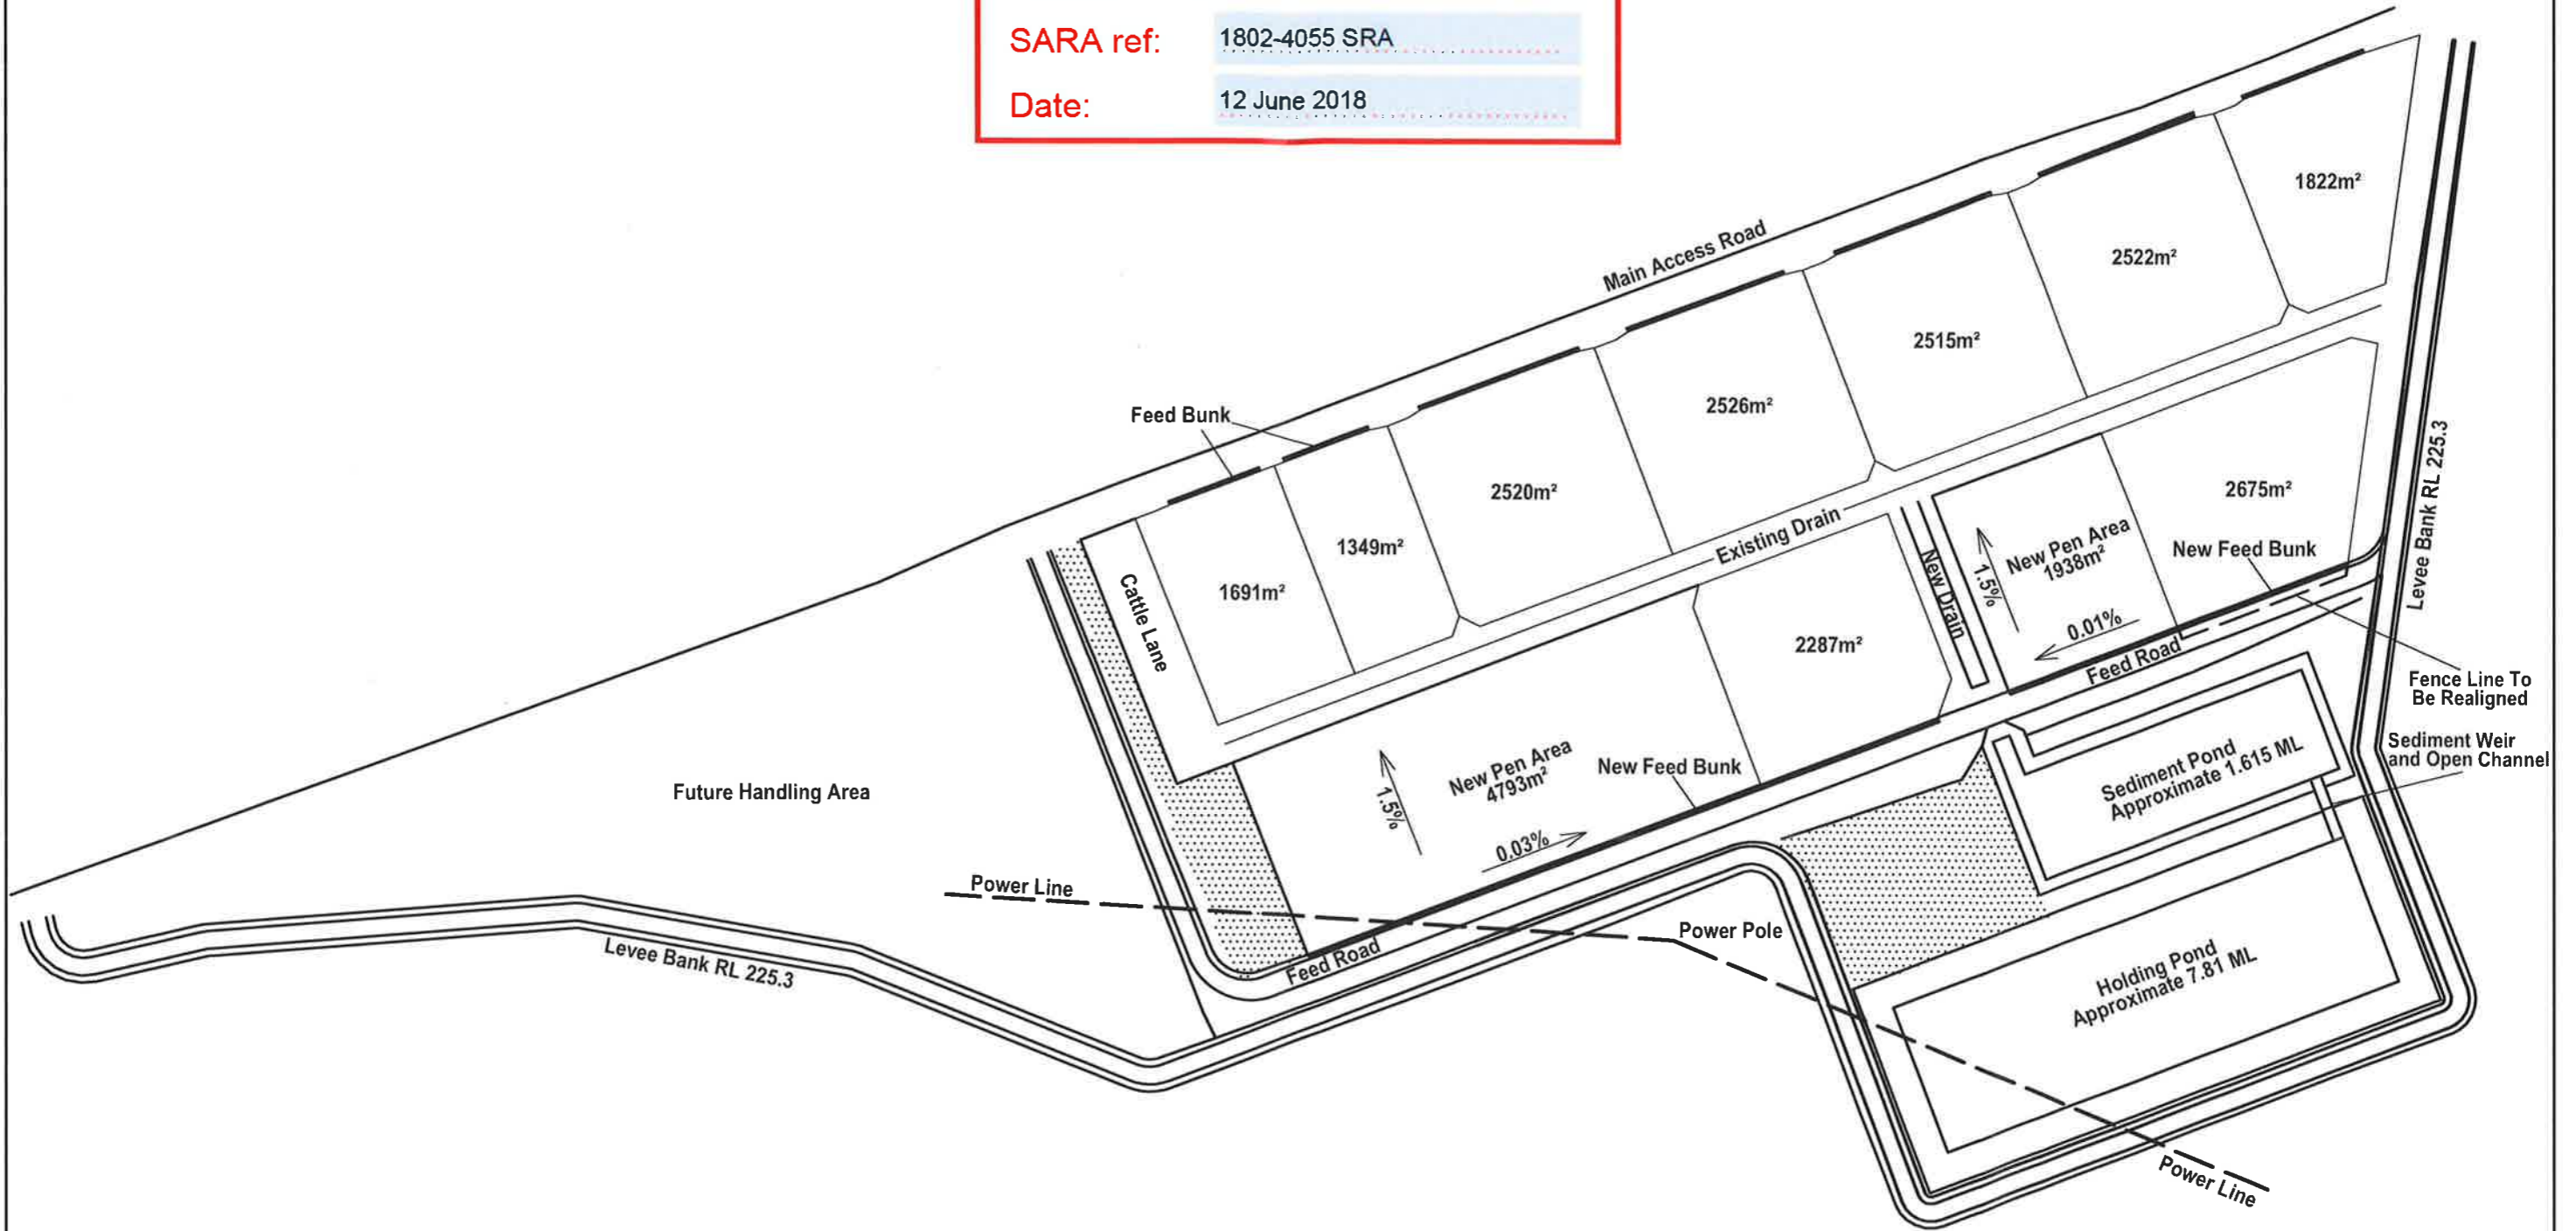 SARA ref: 1802-4055 SRA
Date: 12 June 2018
1822m²
2522m²
Main Access Road
2515m²
2526m²
Feed Bunk
2520m²
1349m²
1691m²
Cattle Lane
Existing Drain
2675m²
Levee Bank RL 225.3
New Pen Area
1938m²
New Feed Bunk
New Drain
1.5%
0.01%
Feed Road
2287m²
Fence Line To
Be Realigned
Sediment Weir
and Open Channel
Sediment Pond
Approximate 1.615 ML
New Pen Area
4793m²
New Feed Bunk
1.5%
0.03%
Future Handling Area
Power Line
Power Pole
Feed Road
Levee Bank RL 225.3
Holding Pond
Approximate 7.81 ML
Power Line